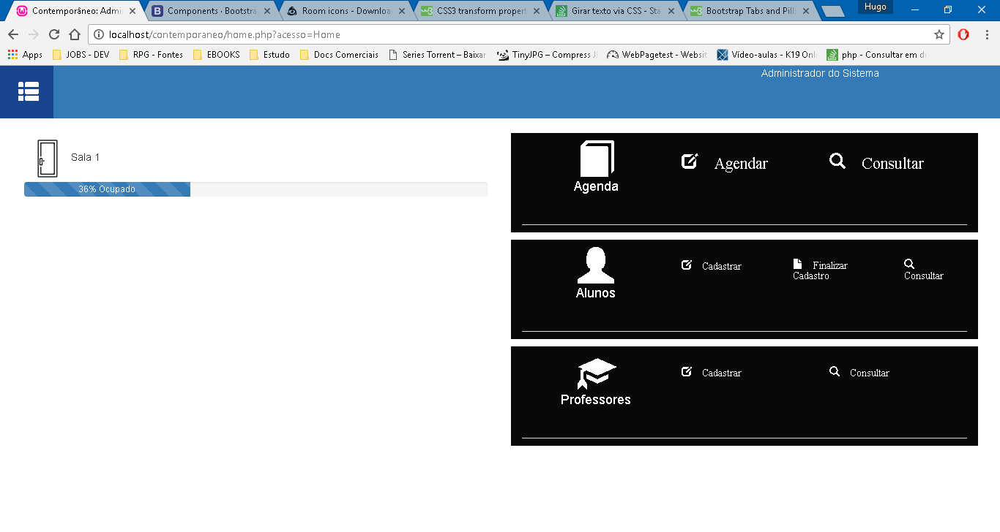 Contemporâneo: Admi
Components · Bootstra
Room icons - Downloa
CSS3 transform propert
Girar texto via CSS - Sta
Bootstrap Tabs and Pill
Hugo
localhost/contemporaneo/home.php?acesso=Home
Apps
JOBS - DEV
RPG - Fontes
EBOOKS
Estudo
Docs Comerciais
Series Torrent – Baixar
TinyJPG – Compress J
WebPagetest - Websit
Vídeo-aulas - K19 Onli
php - Consultar em d
Administrador do Sistema
Sala 1
36% Ocupado
Agenda
Agendar
Consultar
Alunos
Cadastrar
Finalizar
Cadastro
Consultar
Professores
Cadastrar
Consultar